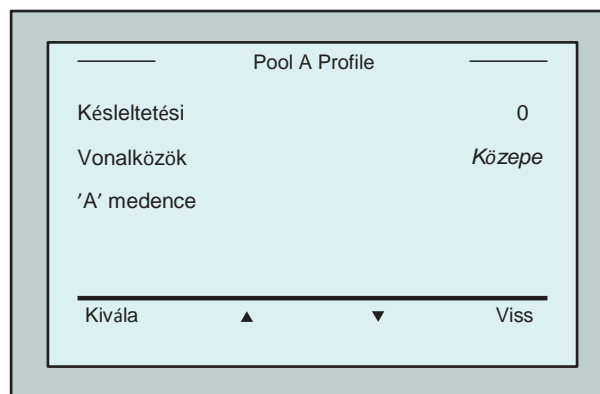 Pool A Profile
Késleltetési 0
Vonalközök Közepe
'A' medence
Kivála ▲ ▼ Viss